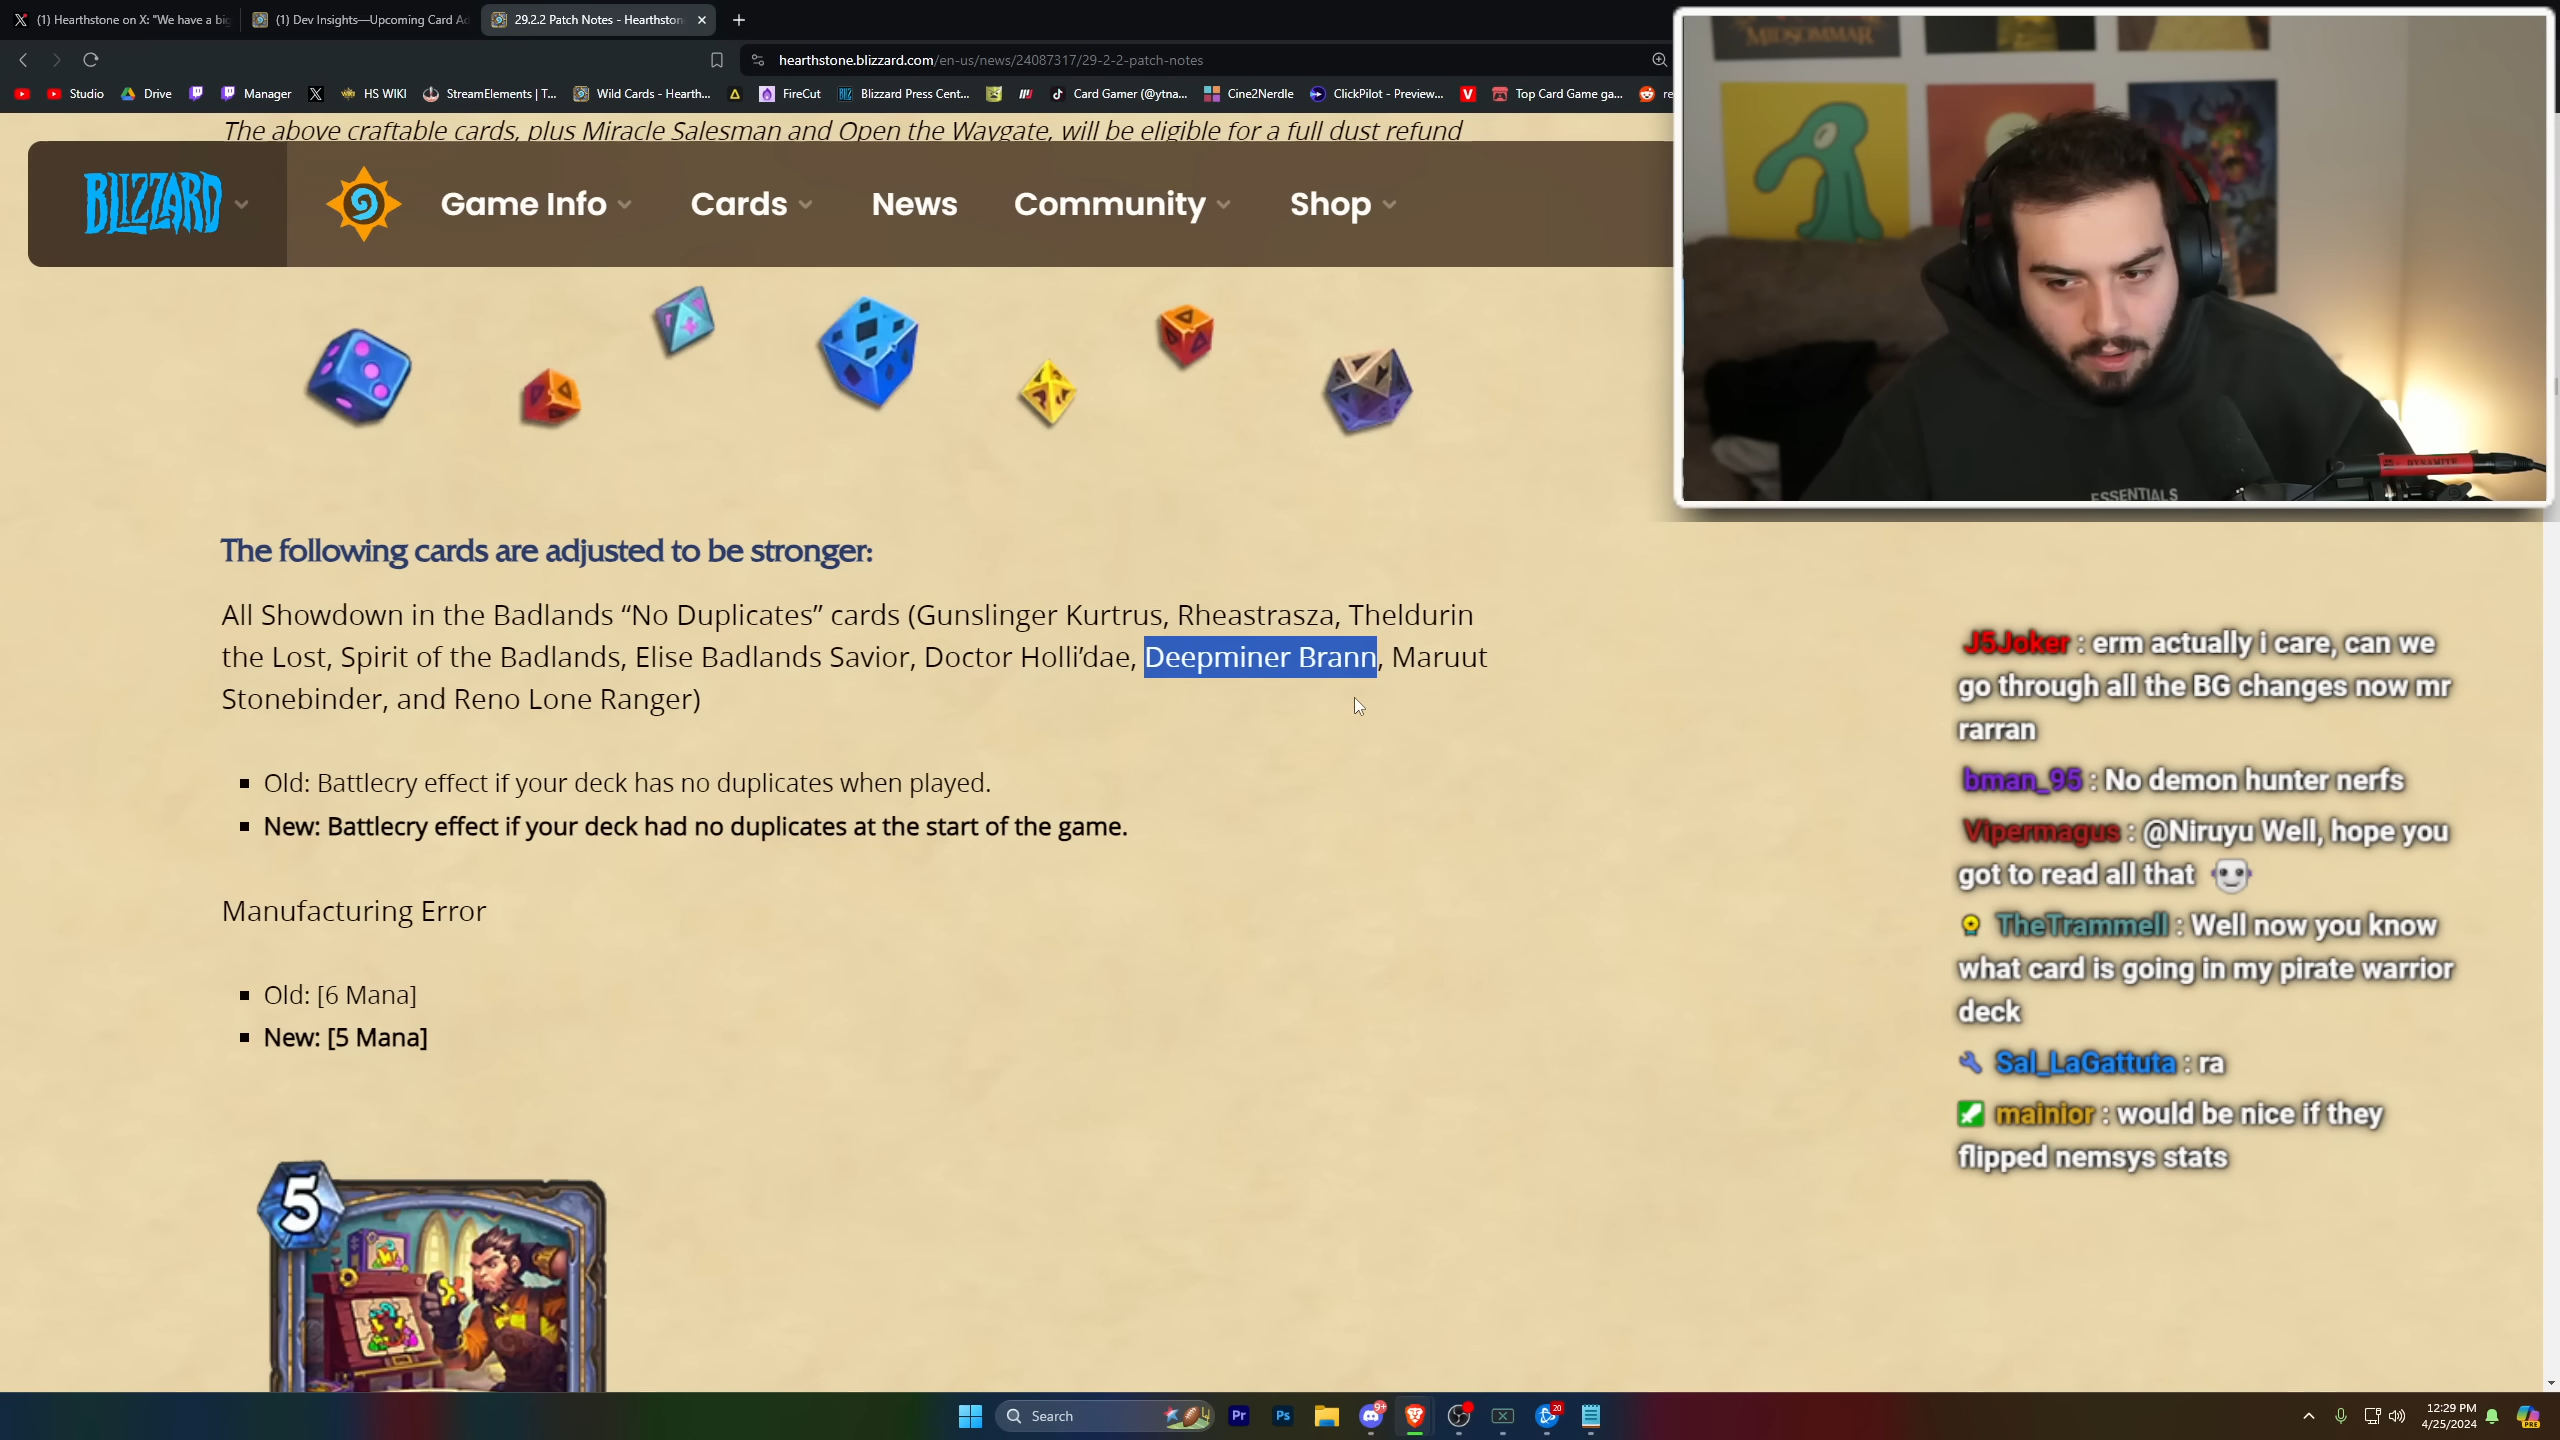 (1) Hearthstone on X: "We have a big
(1) Dev Insights—Upcoming Card Ad
29.2.2 Patch Notes - Hearthston
hearthstone.blizzard.com/en-us/news/24087317/29-2-2-patch-notes
Studio
Drive
Manager
HS WIKI
StreamElements | T...
Wild Cards - Hearth...
FireCut
Blizzard Press Cent...
Card Gamer (@ytna...
Cine2Nerdle
ClickPilot - Preview...
Top Card Game ga...
re
The above craftable cards, plus Miracle Salesman and Open the Waygate, will be eligible for a full dust refund
BLIZZARD
Game Info
Cards
News
Community
Shop
MIDSOMMAR
ESSENTIALS
The following cards are adjusted to be stronger:
All Showdown in the Badlands “No Duplicates” cards (Gunslinger Kurtrus, Rheastrasza, Theldurin
the Lost, Spirit of the Badlands, Elise Badlands Savior, Doctor Holli’dae, Deepminer Brann, Maruut
Stonebinder, and Reno Lone Ranger)
Old: Battlecry effect if your deck has no duplicates when played.
New: Battlecry effect if your deck had no duplicates at the start of the game.
Manufacturing Error
Old: [6 Mana]
New: [5 Mana]
5
J5Joker : erm actually i care, can we
go through all the BG changes now mr
rarran
bman_95 : No demon hunter nerfs
Vipermagus : @Niruyu Well, hope you
got to read all that
TheTrammell : Well now you know
what card is going in my pirate warrior
deck
Sal_LaGattuta : ra
mainior : would be nice if they
flipped nemsys stats
Search
Pr
Ps
9+
20
12:29 PM
4/25/2024
PRE